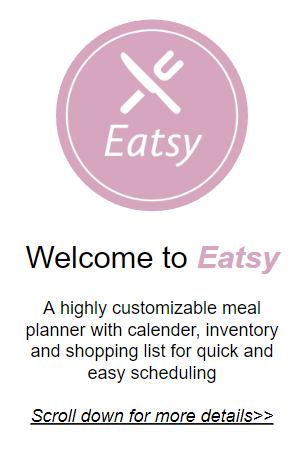 Eatsy
Welcome to Eatsy
A highly customizable meal
planner with calender, inventory
and shopping list for quick and
easy scheduling
Scroll down for more details>>